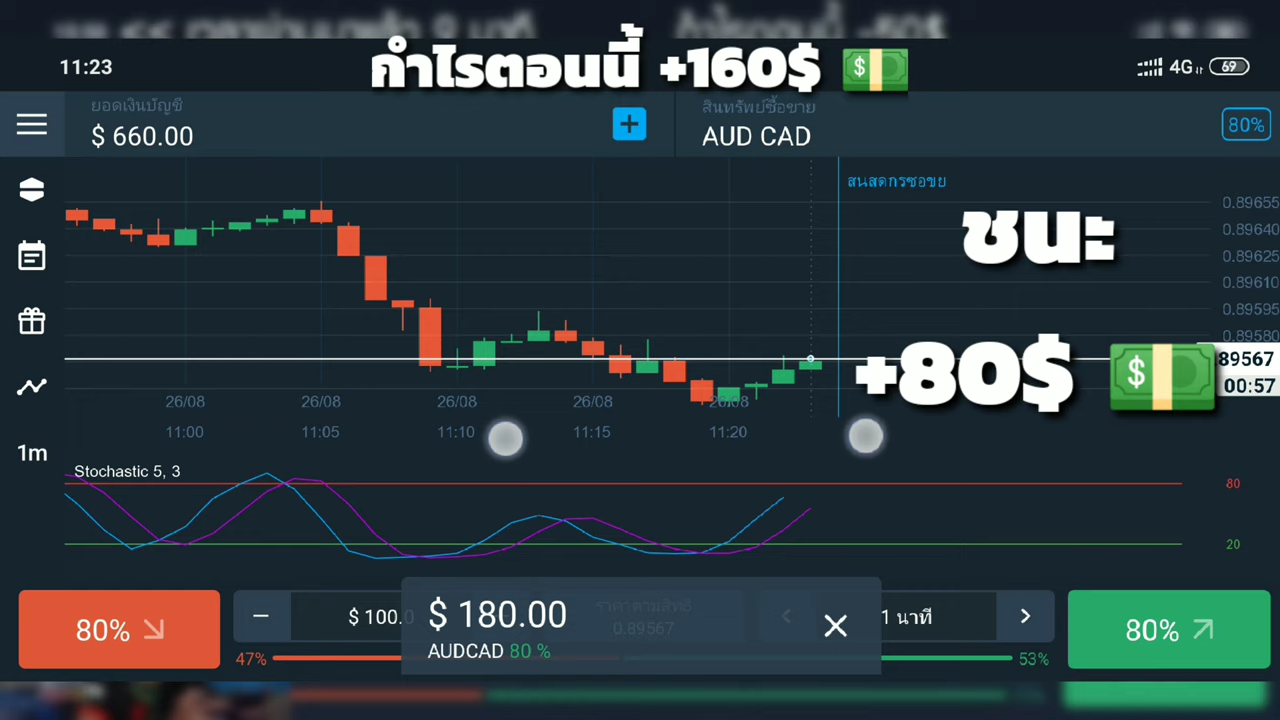 กำไรตอนนี้ +160$
11:23
4G
69
ยอดเงินบัญชี
$ 660.00
สินทรัพย์ซื้อขาย
AUD CAD
80%
สนสดกรซอขย
ชนะ
+80$
0.89655
0.89640
0.89625
0.89610
0.89595
0.89580
89567
00:57
26/08 26/08 26/08 26/08 26/08
11:00 11:05 11:10 11:15 11:20
1m
Stochastic 5, 3
80
20
80%
$ 100.0
$ 180.00
AUDCAD 80 %
0.89567
1 นาที
80%
47%
53%